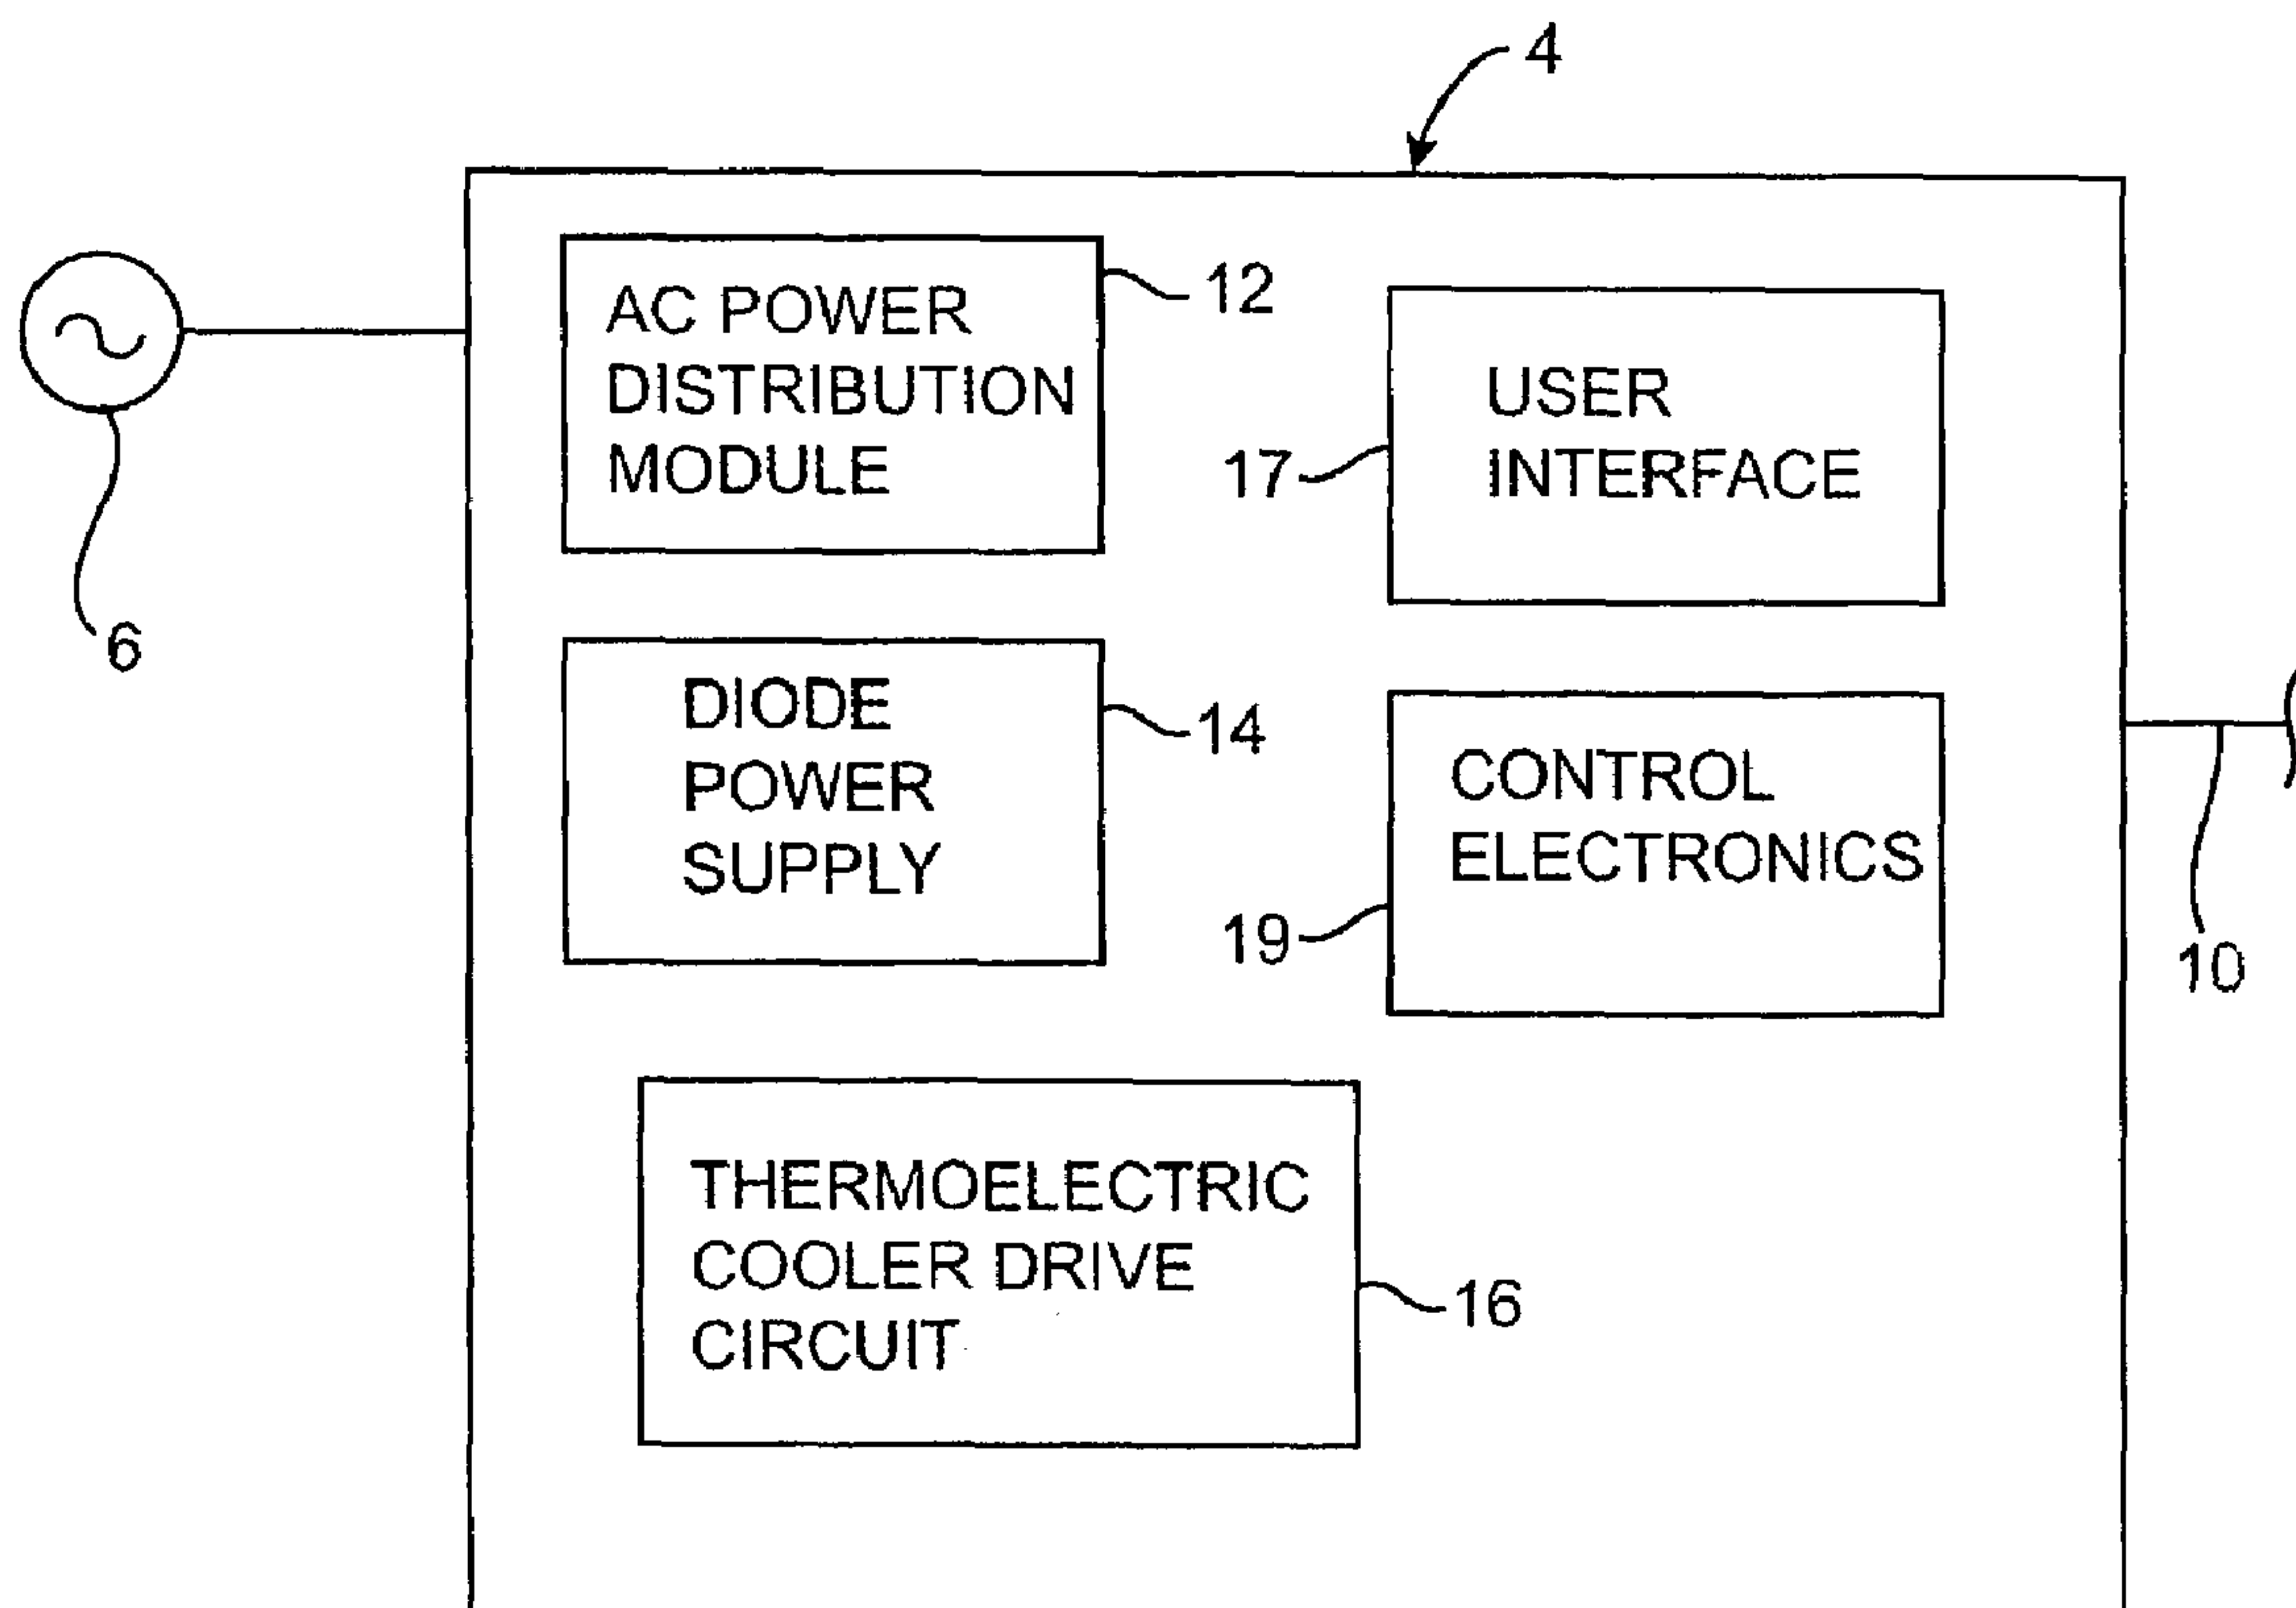 4
AC POWER
DISTRIBUTION
MODULE
12
USER
INTERFACE
17
6
DIODE
POWER
SUPPLY
14
CONTROL
ELECTRONICS
19
10
THERMOELECTRIC
COOLER DRIVE
CIRCUIT
16